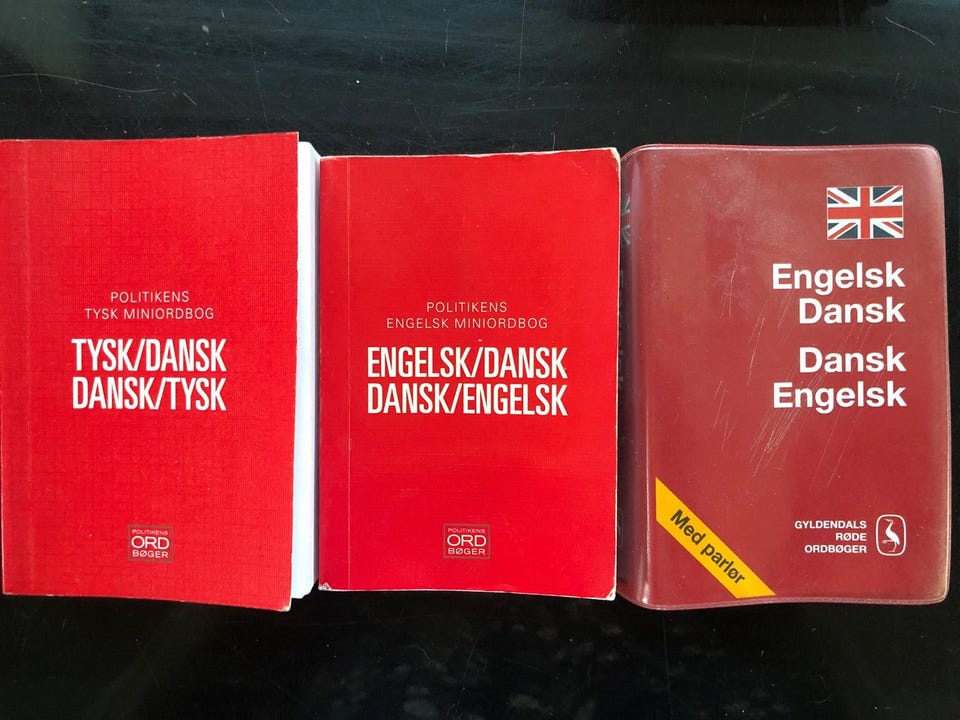 POLITIKENS
TYSK MINIORDBOG
TYSK/DANSK
DANSK/TYSK
POLITIKENS
ORD
BØGER
POLITIKENS
ENGELSK MINIORDBOG
ENGELSK/DANSK
DANSK/ENGELSK
POLITIKENS
ORD
BØGER
Engelsk
Dansk
Dansk
Engelsk
Med parlør
GYLDENDALS
RØDE
ORDBØGER